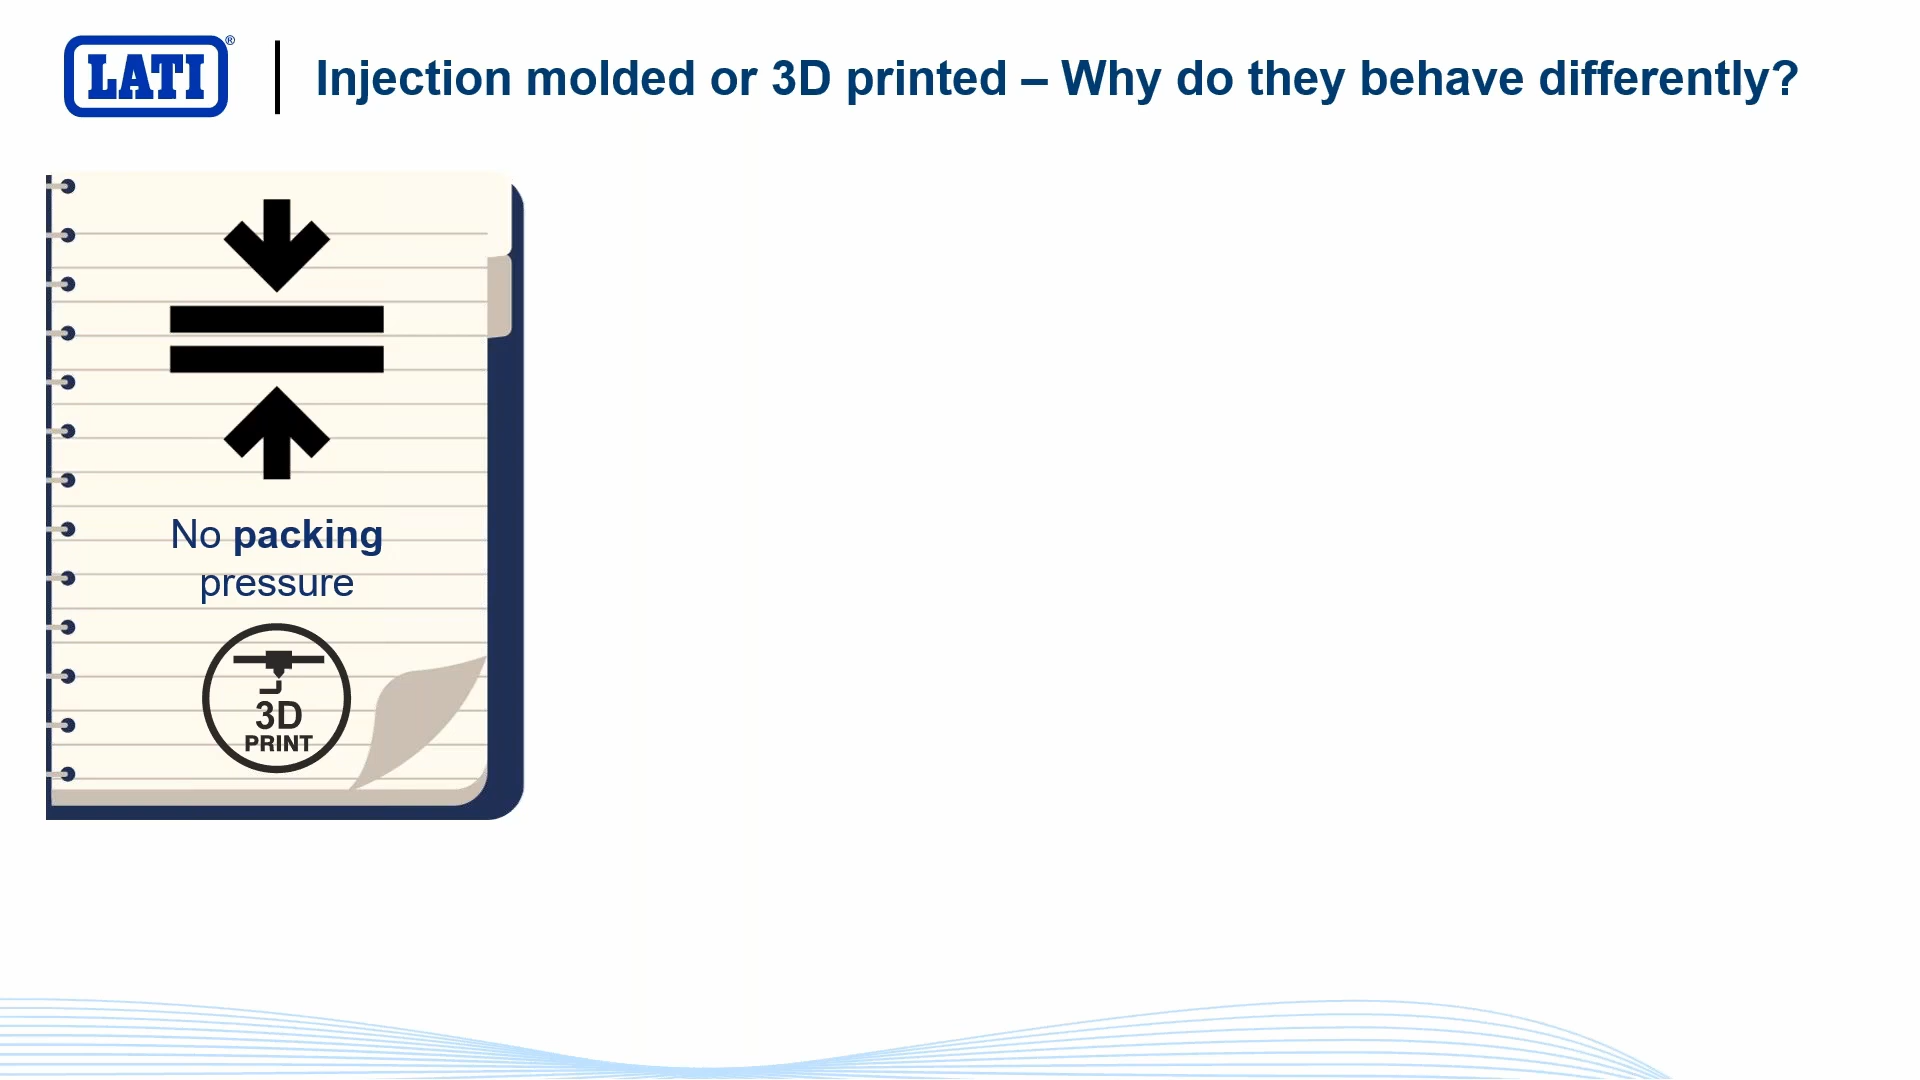 LATI®
Injection molded or 3D printed – Why do they behave differently?
No packing
pressure
3D
PRINT